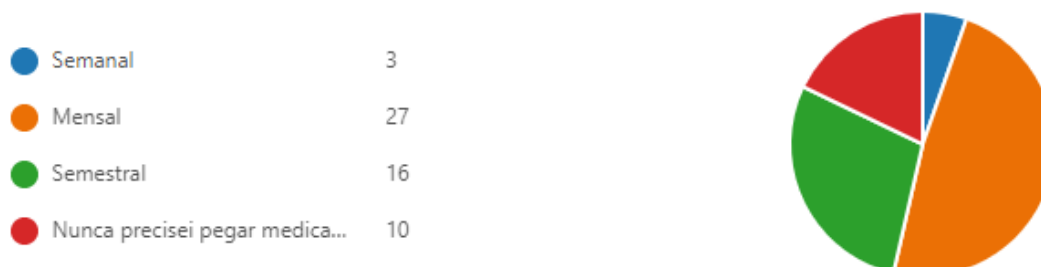 Semanal 3
Mensal 27
Semestral 16
Nunca precisei pegar medica... 10